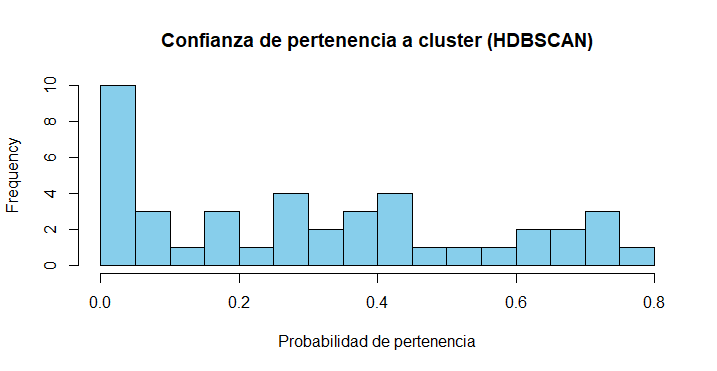 Confianza de pertenencia a cluster (HDBSCAN)
Frequency
10
8
6
4
2
0
0.0 0.2 0.4 0.6 0.8
Probabilidad de pertenencia